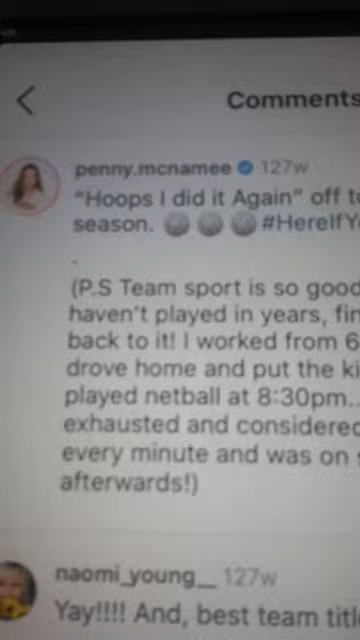 Comments
penny.mcnamee 127w
"Hoops I did it Again" off to
season. #HereIfY
.
(P.S Team sport is so good
haven't played in years, fin
back to it! I worked from 6
drove home and put the ki
played netball at 8:30pm..
exhausted and considered
every minute and was on
afterwards!)
naomi_young__ 127w
Yay!!!! And, best team titl